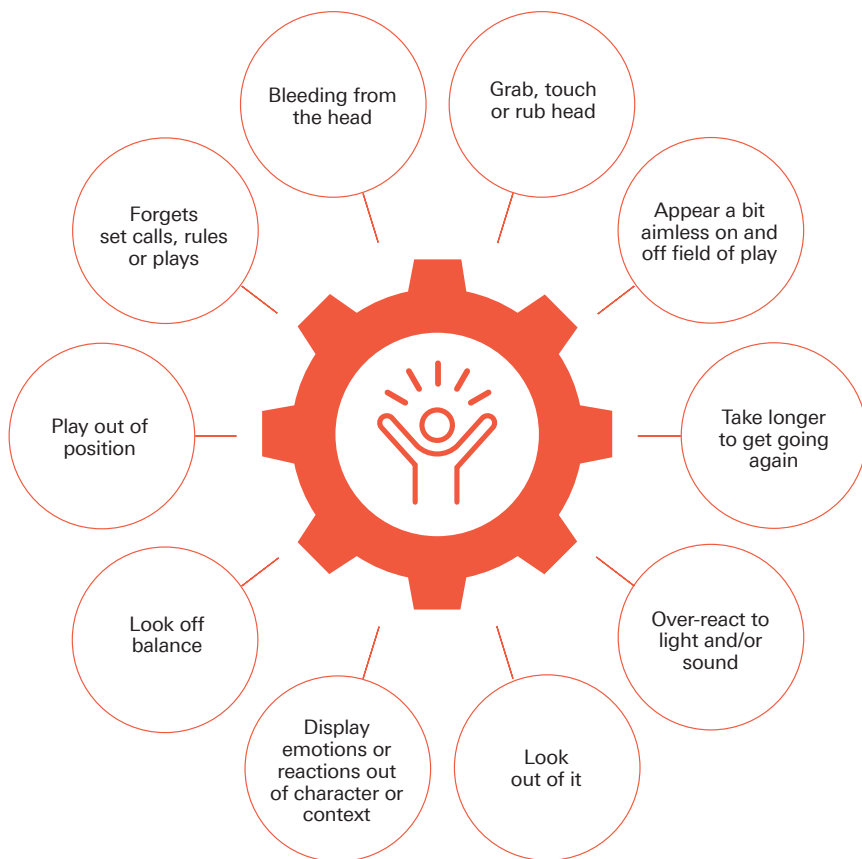 Bleeding from
the head
Grab, touch
or rub head
Appear a bit
aimless on and
off field of play
Take longer
to get going
again
Over-react to
light and/or
sound
Look
out of it
Display
emotions or
reactions out
of character or
context
Look off
balance
Play out of
position
Forgets
set calls, rules
or plays